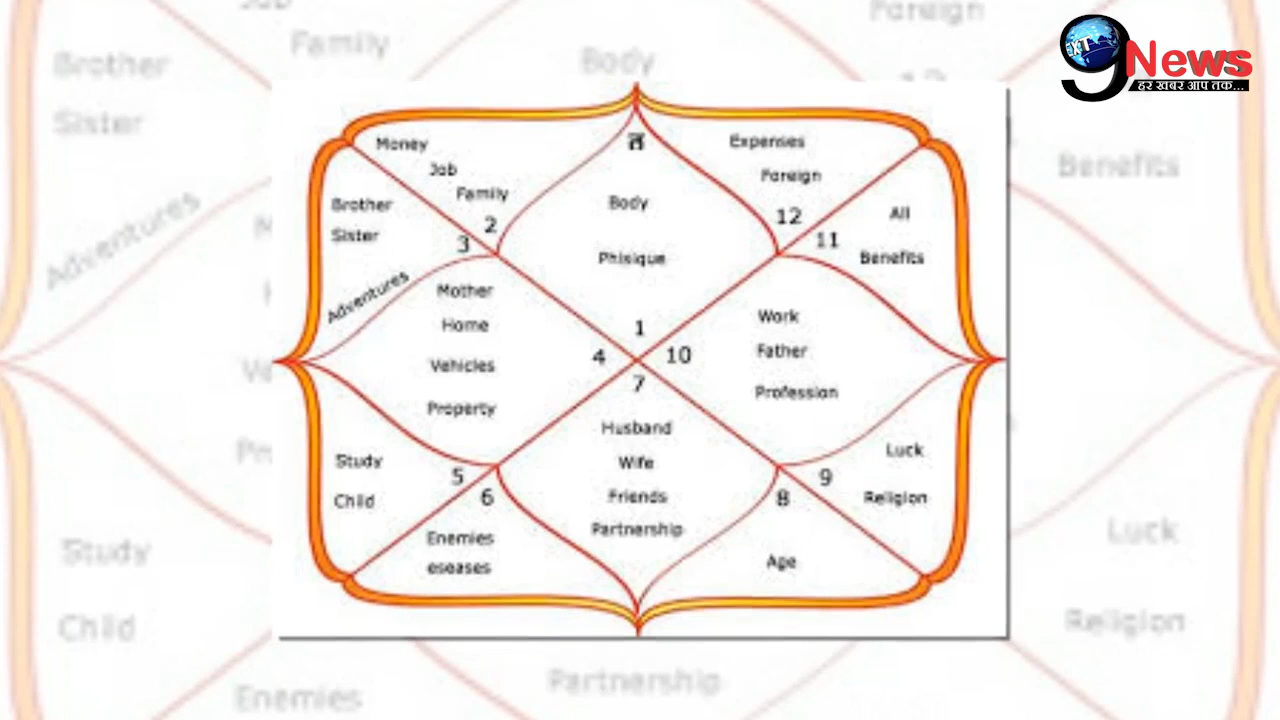 9 News
XT
हर खबर आप तक...
Money
Job
Family
2
Brother
Sister
3
Adventures
Body
Phisique
1
Expenses
Foreign
12
All
11
Benefits
Mother
Home
Vehicles
Property
4
10
Work
Father
Profession
7
Husband
Wife
Friends
Partnership
Study
Child
5
6
Enemies
eseases
8
Age
9
Luck
Religion
Family
Brother
Sister
Adventures
Body
Foreign
Benefits
Study
Child
Enemies
Partnership
Luck
Religion